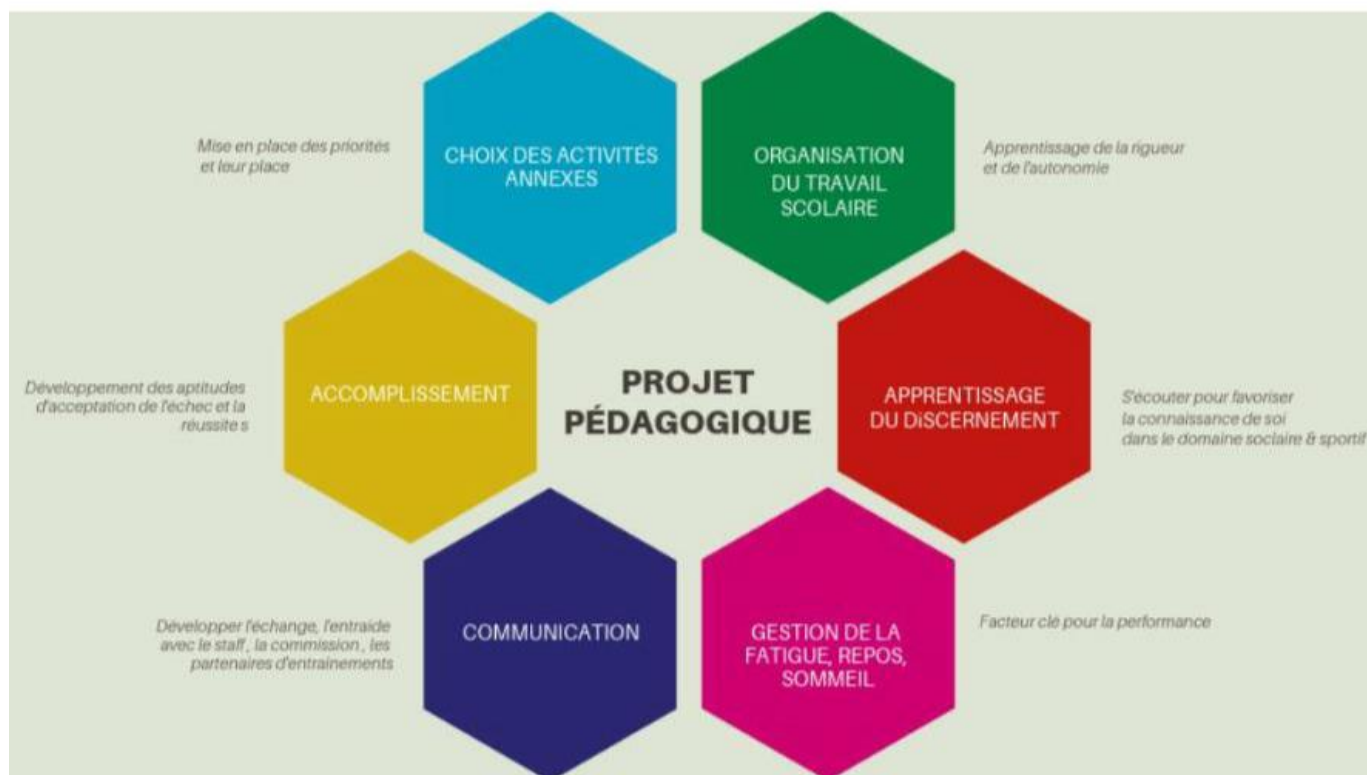 Mise en place des priorités
et leur place
CHOIX DES ACTIVITÉS
ANNEXES
ORGANISATION
DU TRAVAIL
SCOLAIRE
Apprentissage de la rigueur
et de l'autonomie
Développement des aptitudes
d'acceptation de l'échec et la
réussite s
ACCOMPLISSEMENT
PROJET
PÉDAGOGIQUE
APPRENTISSAGE
DU DiSCERNEMENT
S'écouter pour favoriser
la connaissance de soi
dans le domaine soclaire & sportif
Développer l'échange, l'entraide
avec le staff , la commission , les
partenaires d'entraînements
COMMUNICATION
GESTION DE LA
FATIGUE, REPOS,
SOMMEIL
Facteur clé pour la performance